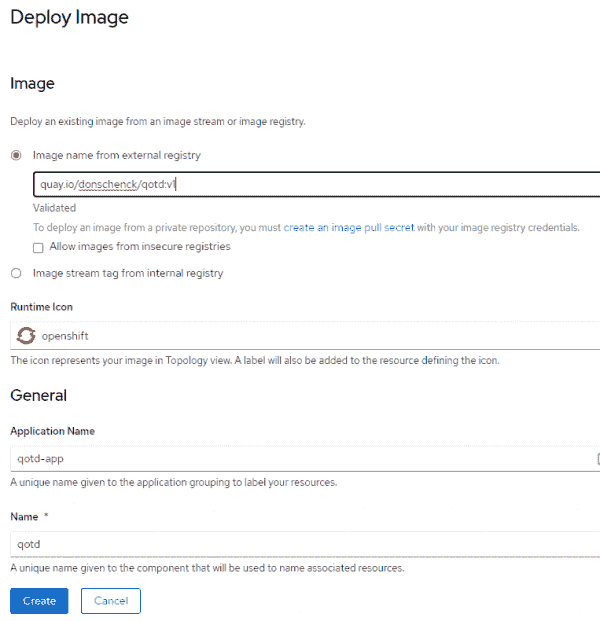 Deploy Image
Image
Deploy an existing image from an image stream or image registry.
Image name from external registry
quay.io/donschenck/qotd:v1
Validated
To deploy an image from a private repository, you must create an image pull secret with your image registry credentials.
Allow images from insecure registries
Image stream tag from internal registry
Runtime Icon
openshift
The icon represents your image in Topology view. A label will also be added to the resource defining the icon.
General
Application Name
qotd-app
A unique name given to the application grouping to label your resources.
Name *
qotd
A unique name given to the component that will be used to name associated resources.
Create Cancel